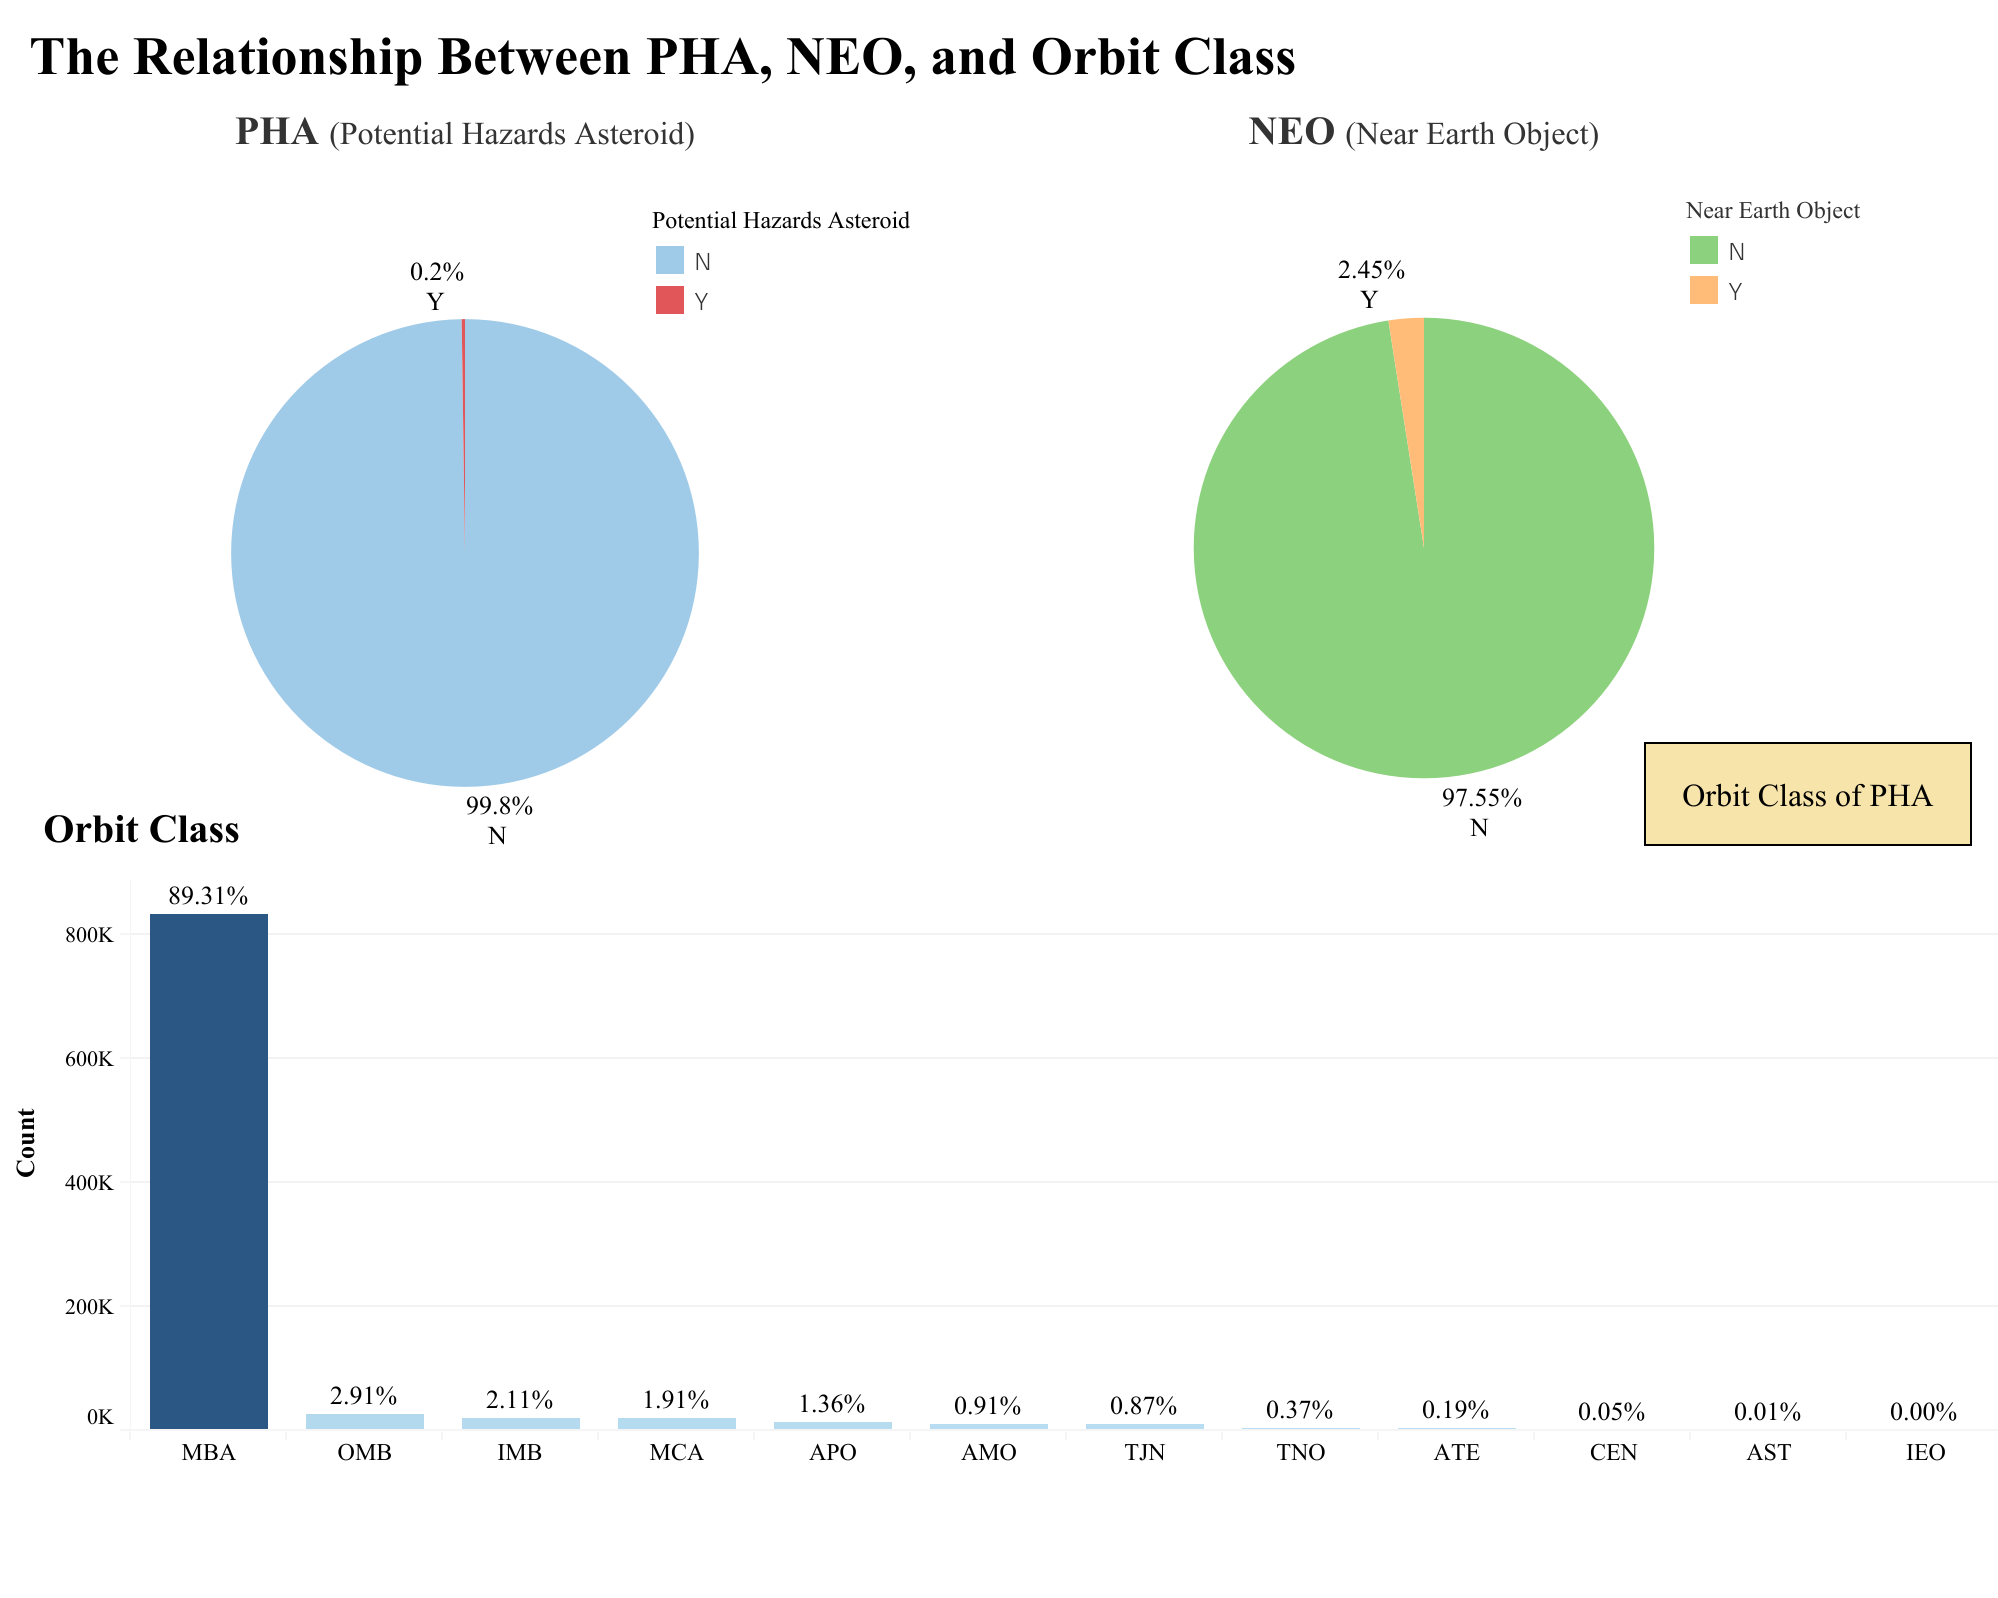 The Relationship Between PHA, NEO, and Orbit Class
PHA (Potential Hazards Asteroid)
Potential Hazards Asteroid
N
Y
0.2%
Y
99.8%
N
NEO (Near Earth Object)
Near Earth Object
N
Y
2.45%
Y
97.55%
N
Orbit Class of PHA
Orbit Class
Count
800K
600K
400K
200K
0K
89.31%
2.91%
2.11%
1.91%
1.36%
0.91%
0.87%
0.37%
0.19%
0.05%
0.01%
0.00%
MBA
OMB
IMB
MCA
APO
AMO
TJN
TNO
ATE
CEN
AST
IEO